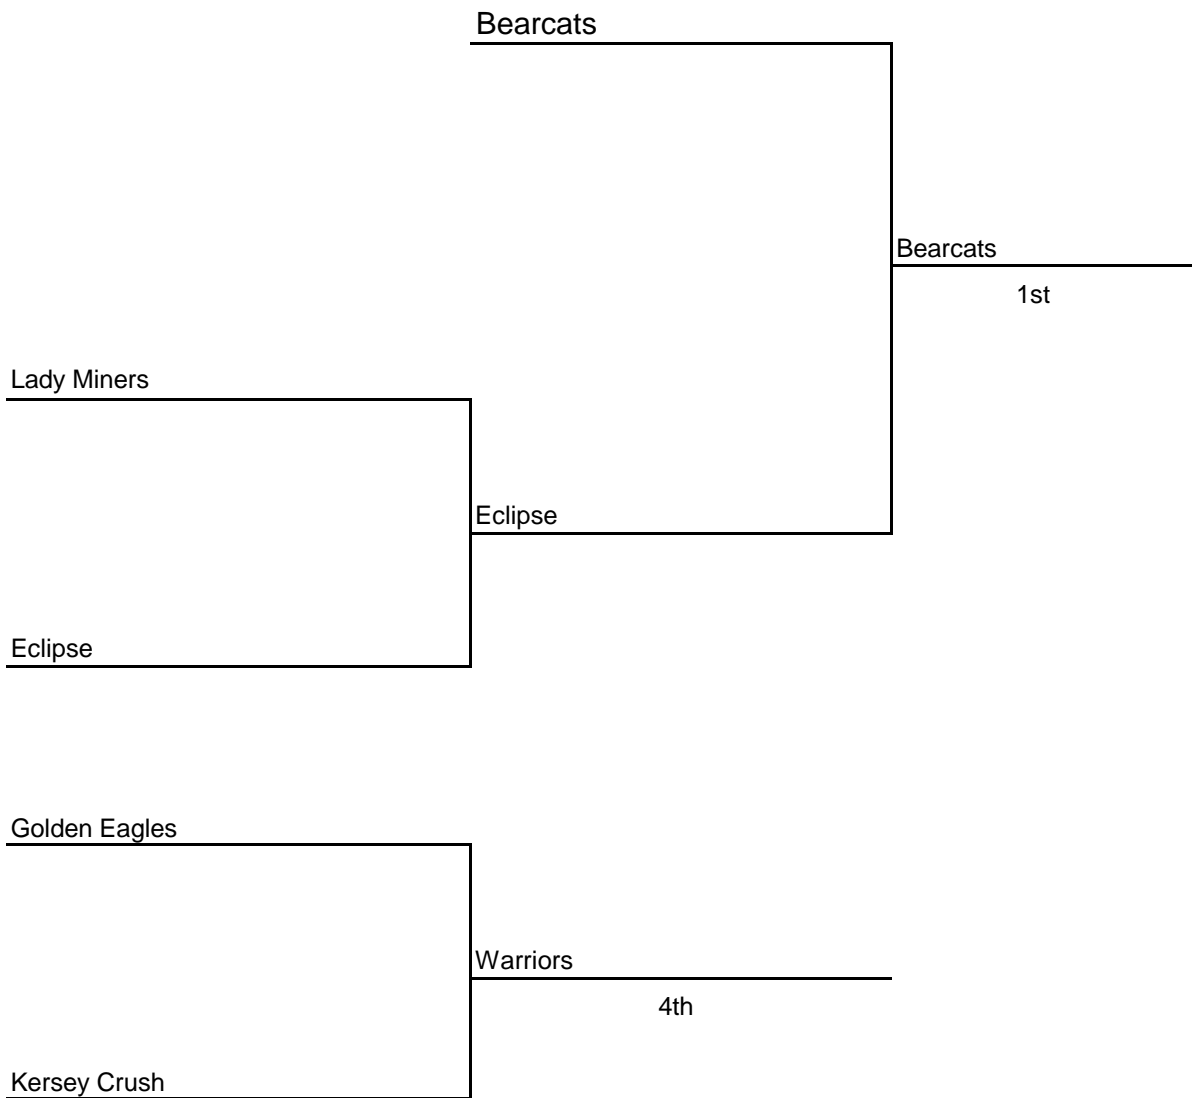 Bearcats
Bearcats
1st
Lady Miners
Eclipse
Eclipse
Golden Eagles
Warriors
4th
Kersey Crush